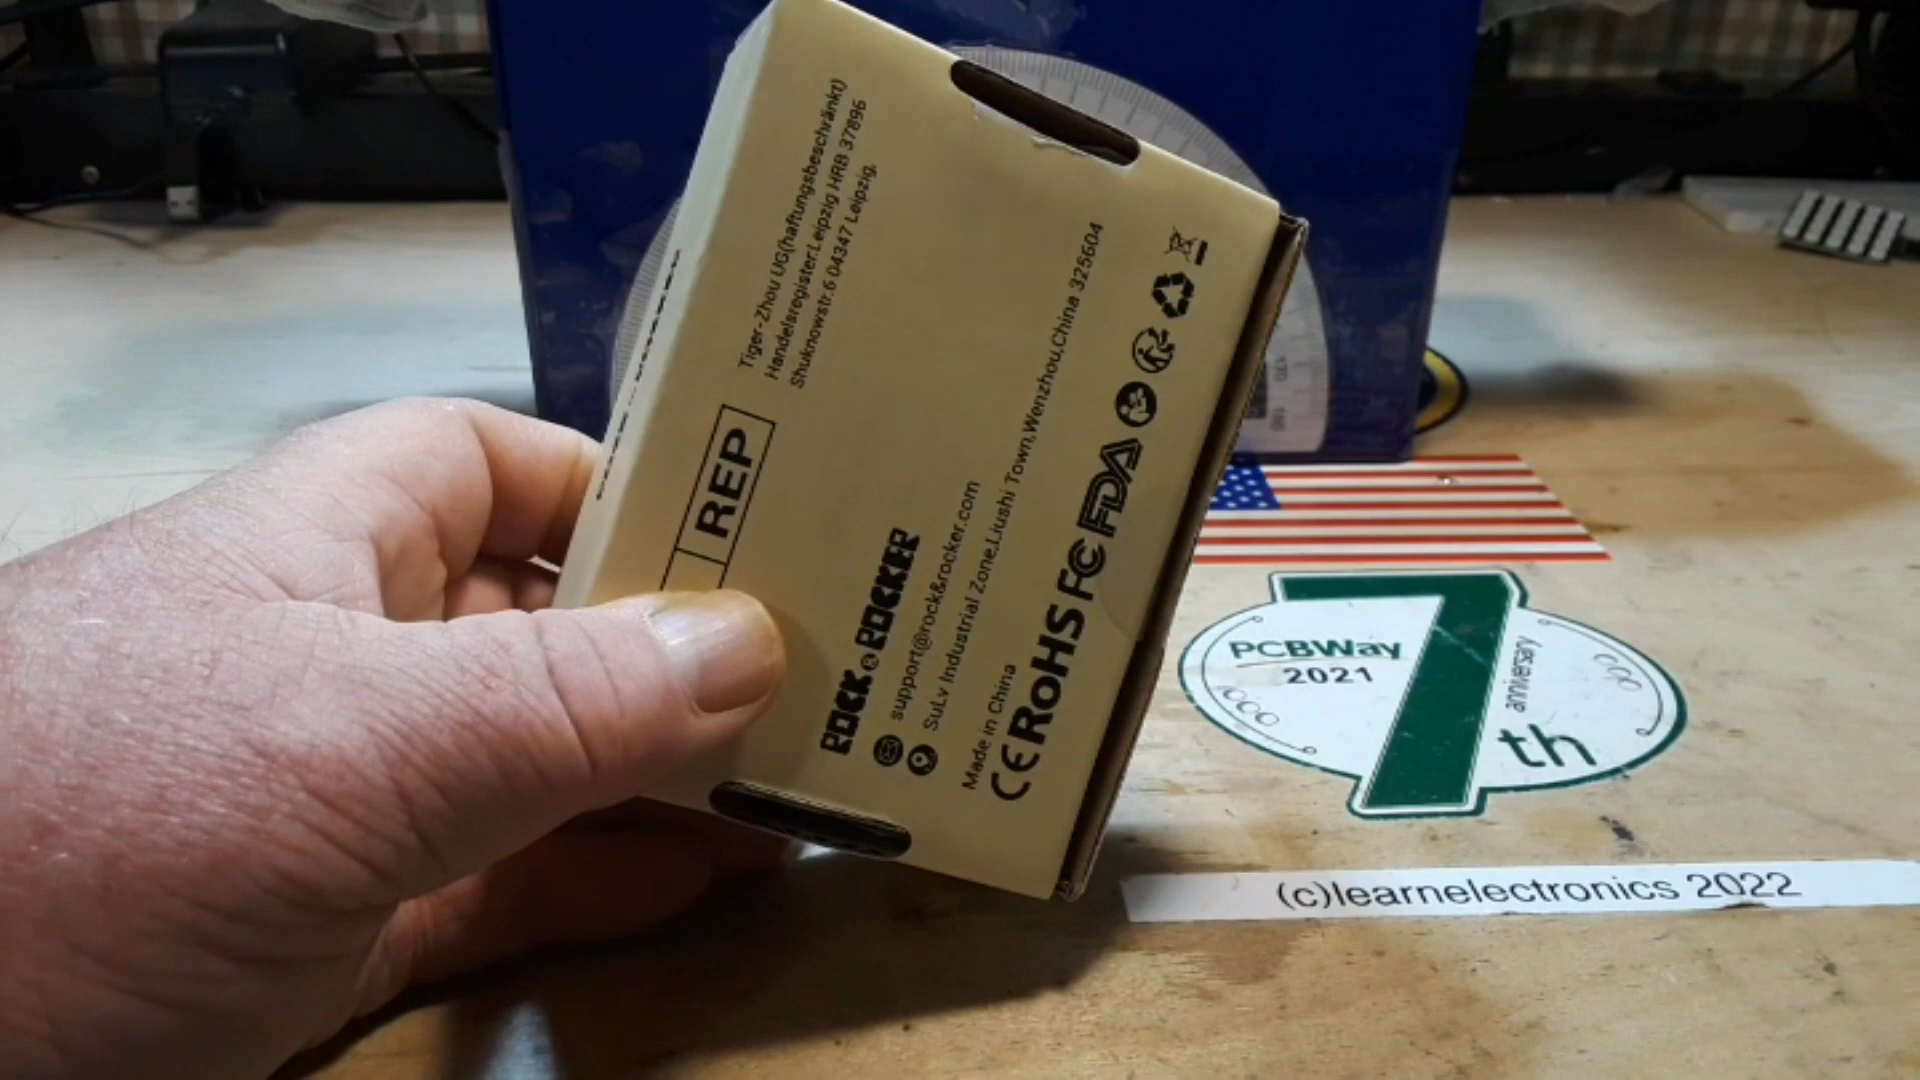 Tiger-Zhou UG(haftungsbeschränkt)
Handelsregister:Leipzig HRB 37896
Shuknowstr.6 04347 Leipzig,
REP
ROCK & ROCKER
support@rock&rocker.com
SuLv Industrial Zone,Liushi Town,Wenzhou,China 325604
Made in China
CE RoHS FC FDA
PCBWay
2021
7th
anniversary
(c)learnelectronics 2022